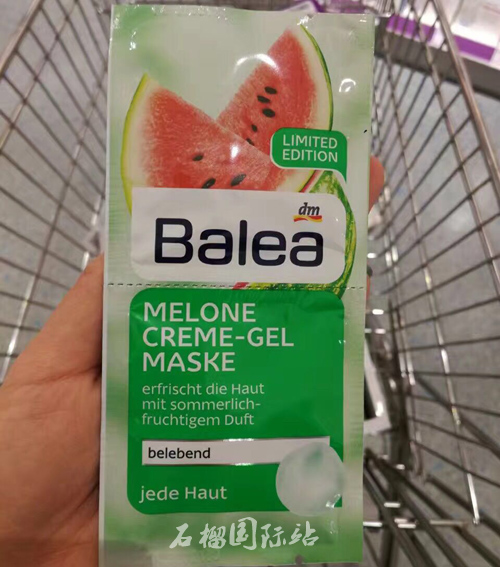 LIMITED
EDITION
dm
Balea
MELONE
CREME-GEL
MASKE
erfrischt die Haut
mit sommerlich-
fruchtigem Duft
belebend
jede Haut
石榴国际站